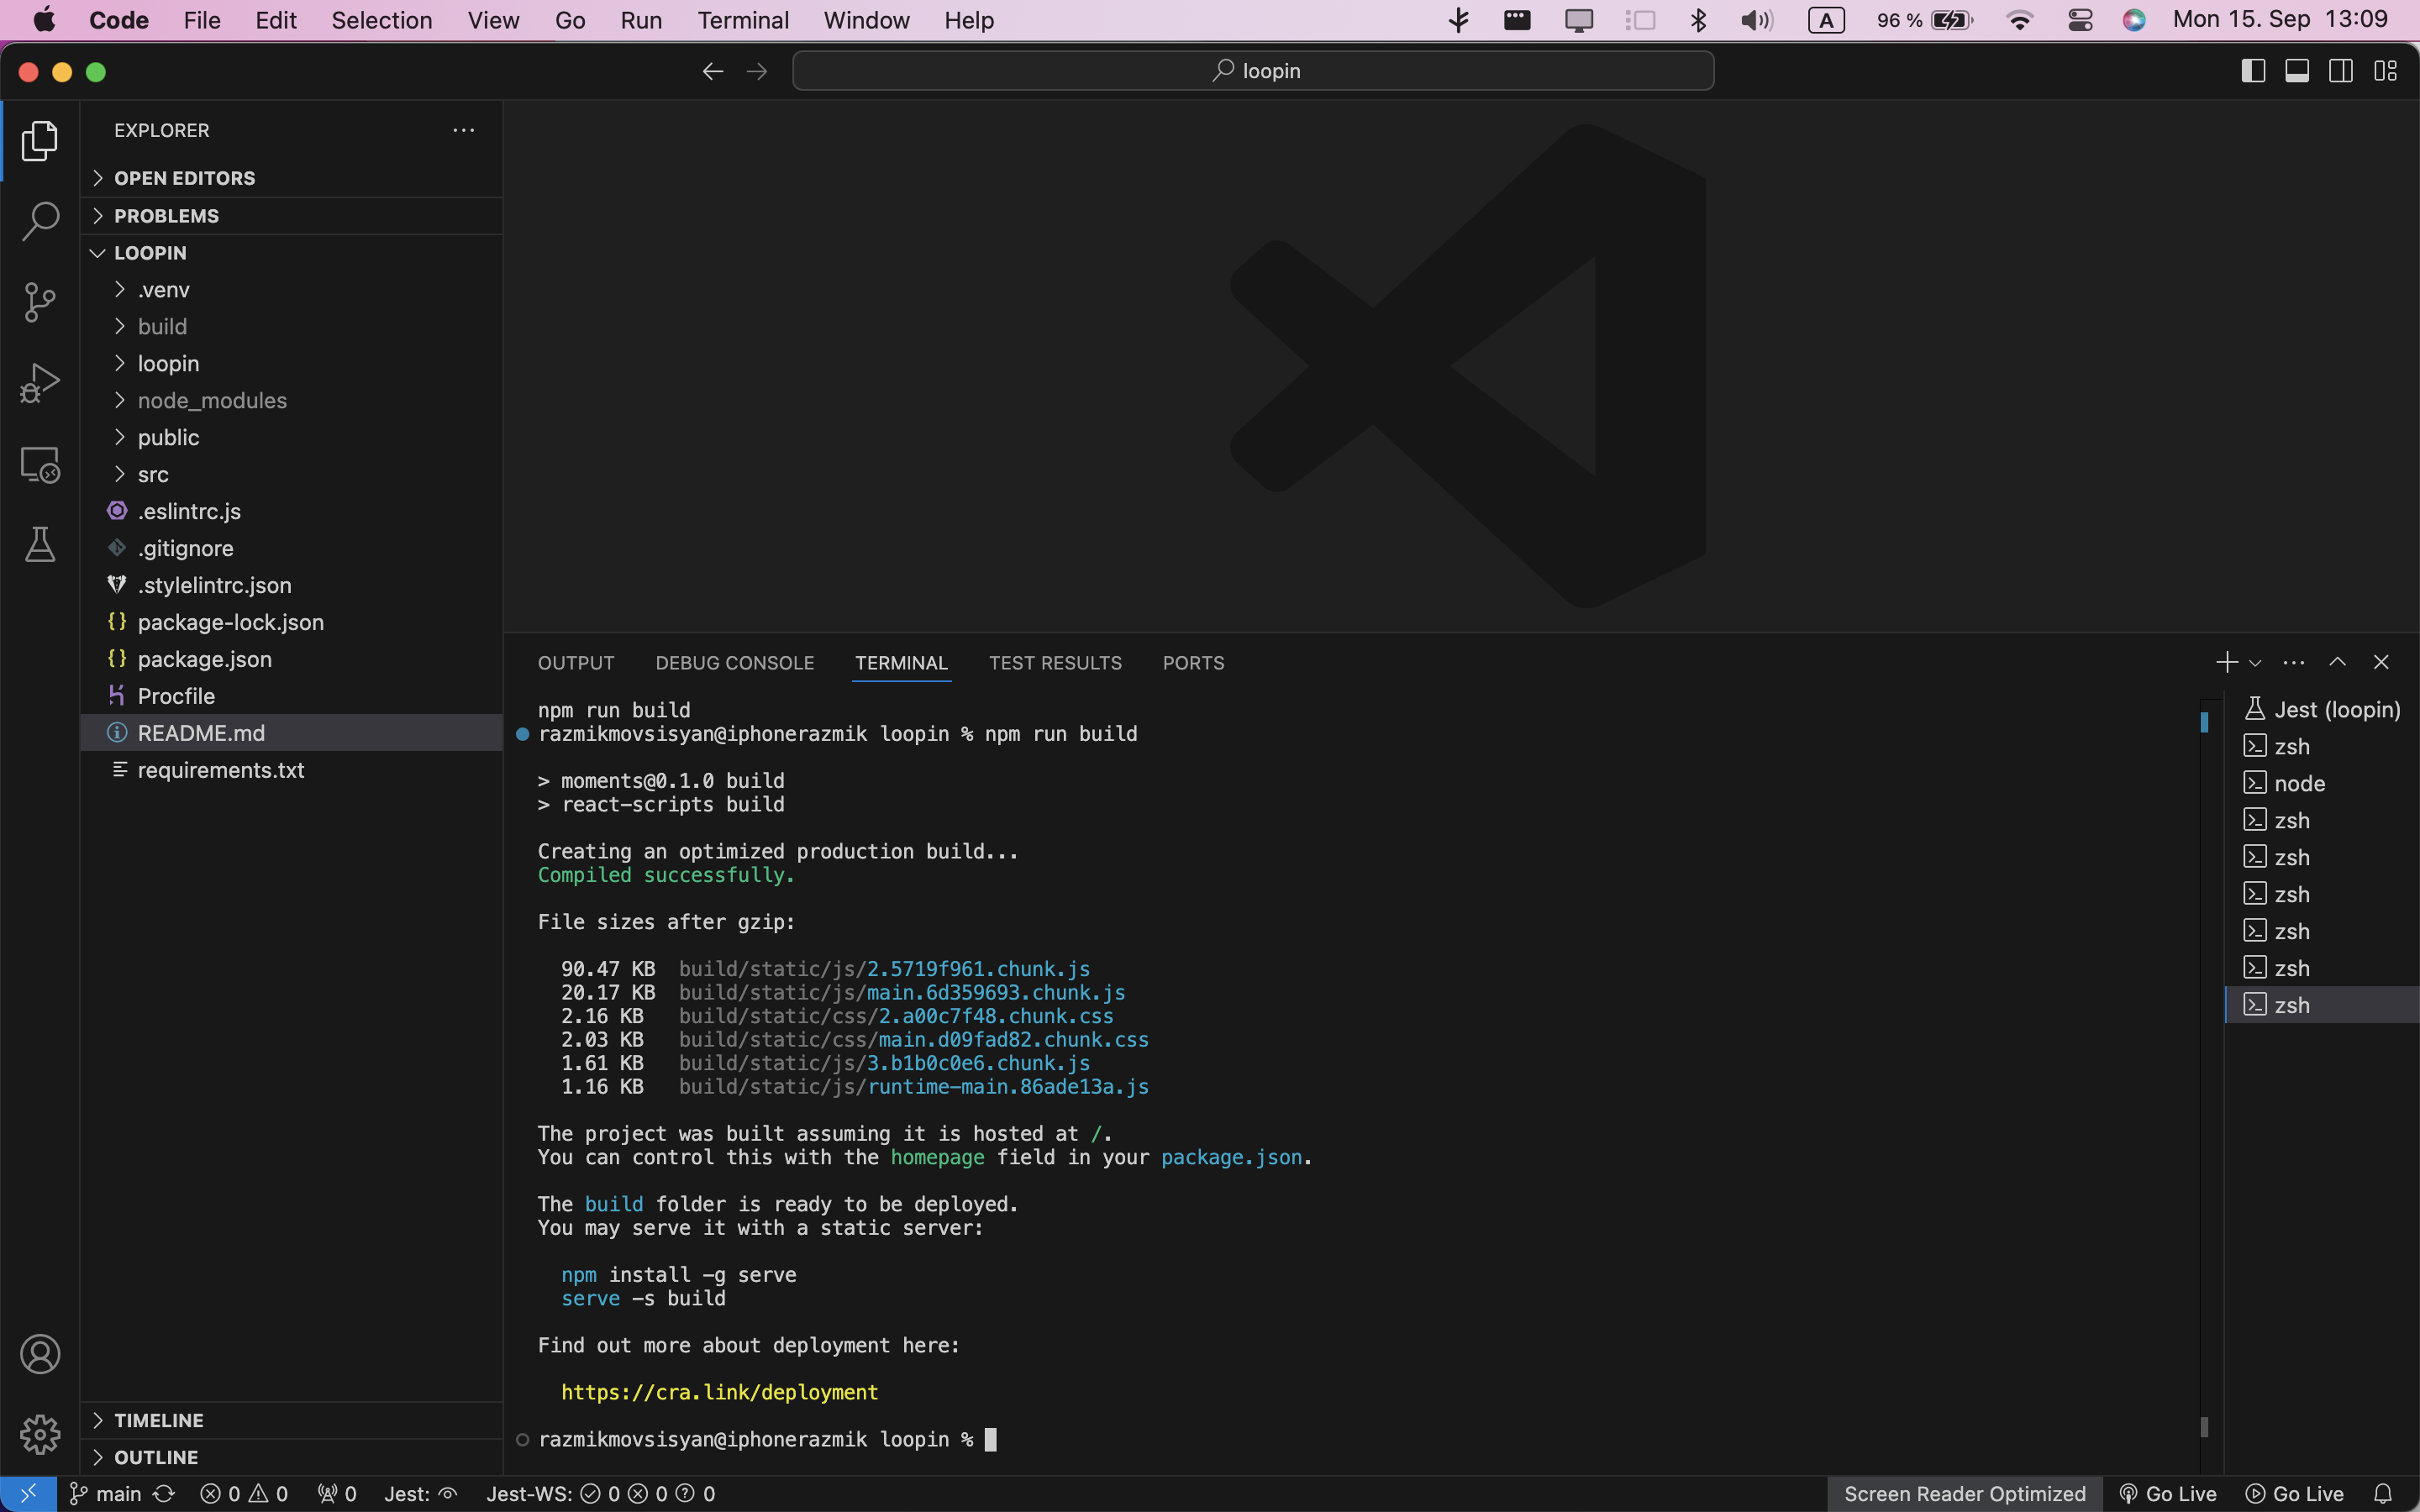 Code File Edit Selection View Go Run Terminal Window Help A 96 % Mon 15. Sep 13:09
loopin
EXPLORER
OPEN EDITORS
PROBLEMS
LOOPIN
.venv
build
loopin
node_modules
public
src
.eslintrc.js
.gitignore
.stylelintrc.json
package-lock.json
package.json
Procfile
README.md
requirements.txt
TIMELINE
OUTLINE
OUTPUT DEBUG CONSOLE TERMINAL TEST RESULTS PORTS
npm run build
razmikmovsisyan@iphonerazmik loopin % npm run build
> moments@0.1.0 build
> react-scripts build
Creating an optimized production build...
Compiled successfully.
File sizes after gzip:
90.47 KB build/static/js/2.5719f961.chunk.js
20.17 KB build/static/js/main.6d359693.chunk.js
2.16 KB build/static/css/2.a00c7f48.chunk.css
2.03 KB build/static/css/main.d09fad82.chunk.css
1.61 KB build/static/js/3.b1b0c0e6.chunk.js
1.16 KB build/static/js/runtime-main.86ade13a.js
The project was built assuming it is hosted at /.
You can control this with the homepage field in your package.json.
The build folder is ready to be deployed.
You may serve it with a static server:
npm install -g serve
serve -s build
Find out more about deployment here:
https://cra.link/deployment
razmikmovsisyan@iphonerazmik loopin %
Jest (loopin)
zsh
node
zsh
zsh
zsh
zsh
zsh
zsh
main 0 0 0 Jest: Jest-WS: 0 0 0 Screen Reader Optimized Go Live Go Live